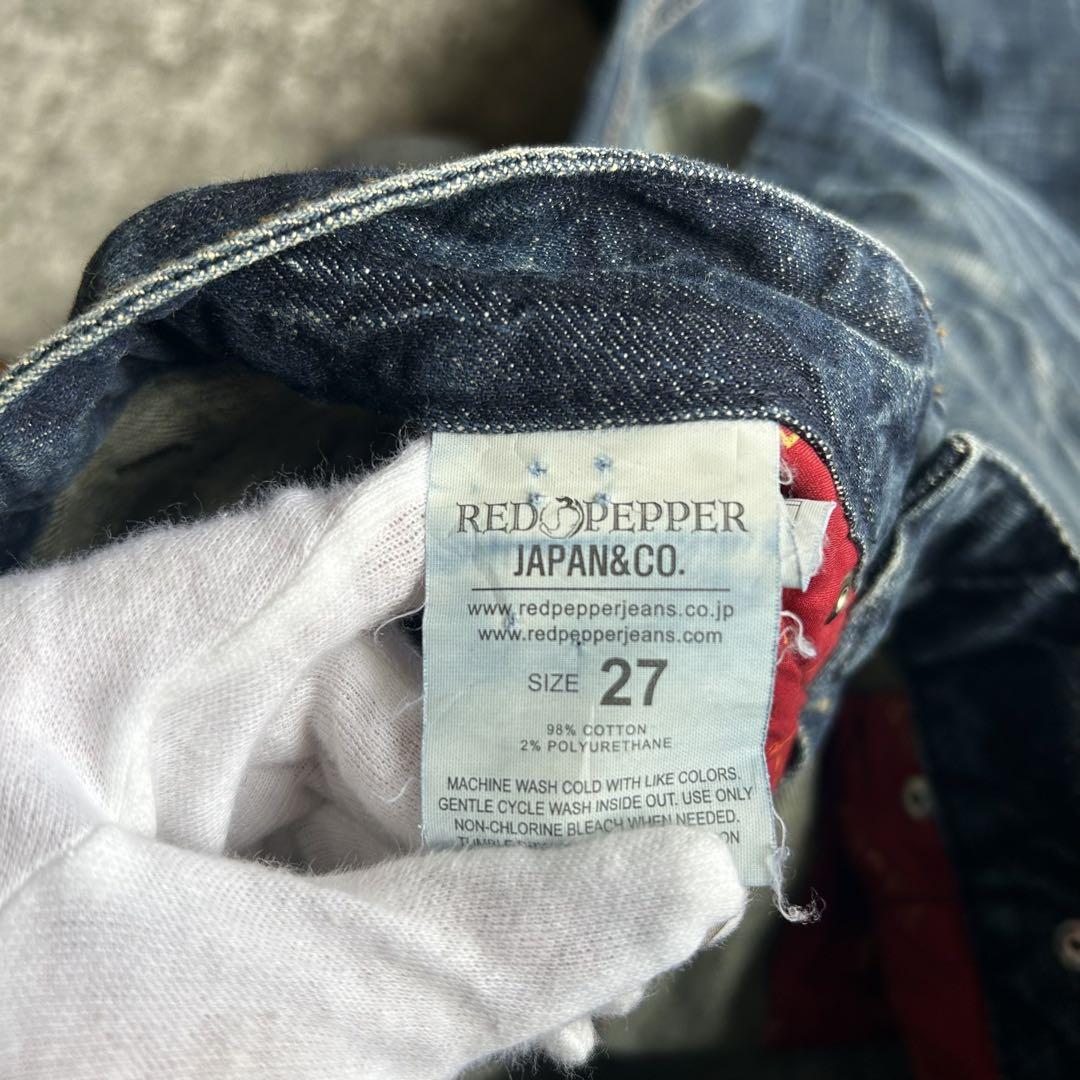 RED PEPPER
JAPAN&CO.
www.redpepperjeans.co.jp
www.redpepperjeans.com
SIZE 27
98% COTTON
2% POLYURETHANE
MACHINE WASH COLD WITH LIKE COLORS.
GENTLE CYCLE WASH INSIDE OUT. USE ONLY
NON-CHLORINE BLEACH WHEN NEEDED.
TUMBLE